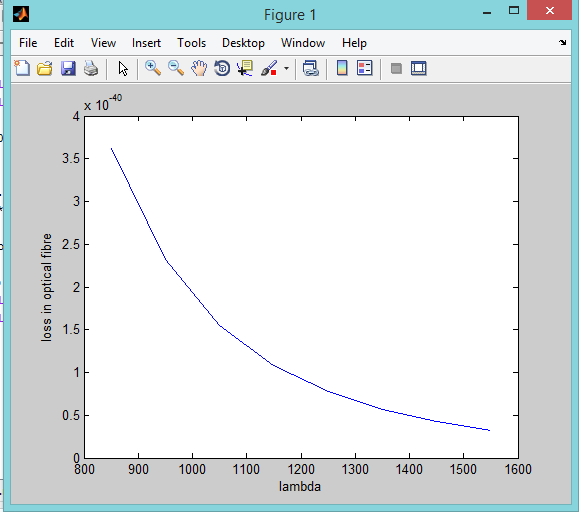 Figure 1
File Edit View Insert Tools Desktop Window Help
x 10^-40
4
3.5
3
2.5
2
1.5
1
0.5
0
loss in optical fibre
800 900 1000 1100 1200 1300 1400 1500 1600
lambda